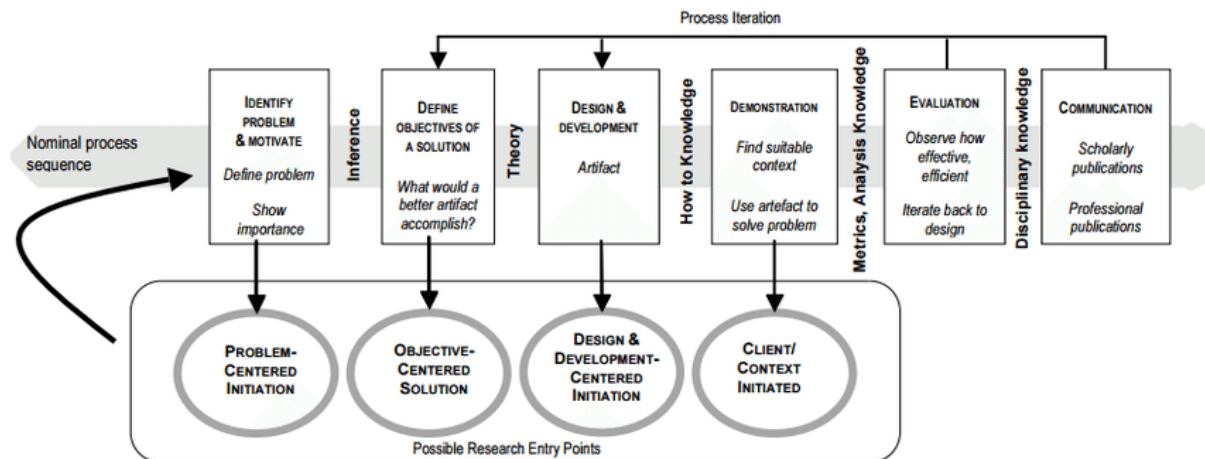 Process Iteration
Nominal process
sequence
IDENTIFY
PROBLEM
& MOTIVATE
Define problem
Show
importance
Inference
DEFINE
OBJECTIVES OF
A SOLUTION
What would a
better artifact
accomplish?
Theory
DESIGN &
DEVELOPMENT
Artifact
How to Knowledge
DEMONSTRATION
Find suitable
context
Use artefact to
solve problem
Metrics, Analysis Knowledge
EVALUATION
Observe how
effective,
efficient
Iterate back to
design
Disciplinary knowledge
COMMUNICATION
Scholarly
publications
Professional
publications
PROBLEM-
CENTERED
INITIATION
OBJECTIVE-
CENTERED
SOLUTION
DESIGN &
DEVELOPMENT-
CENTERED
INITIATION
CLIENT/
CONTEXT
INITIATED
Possible Research Entry Points